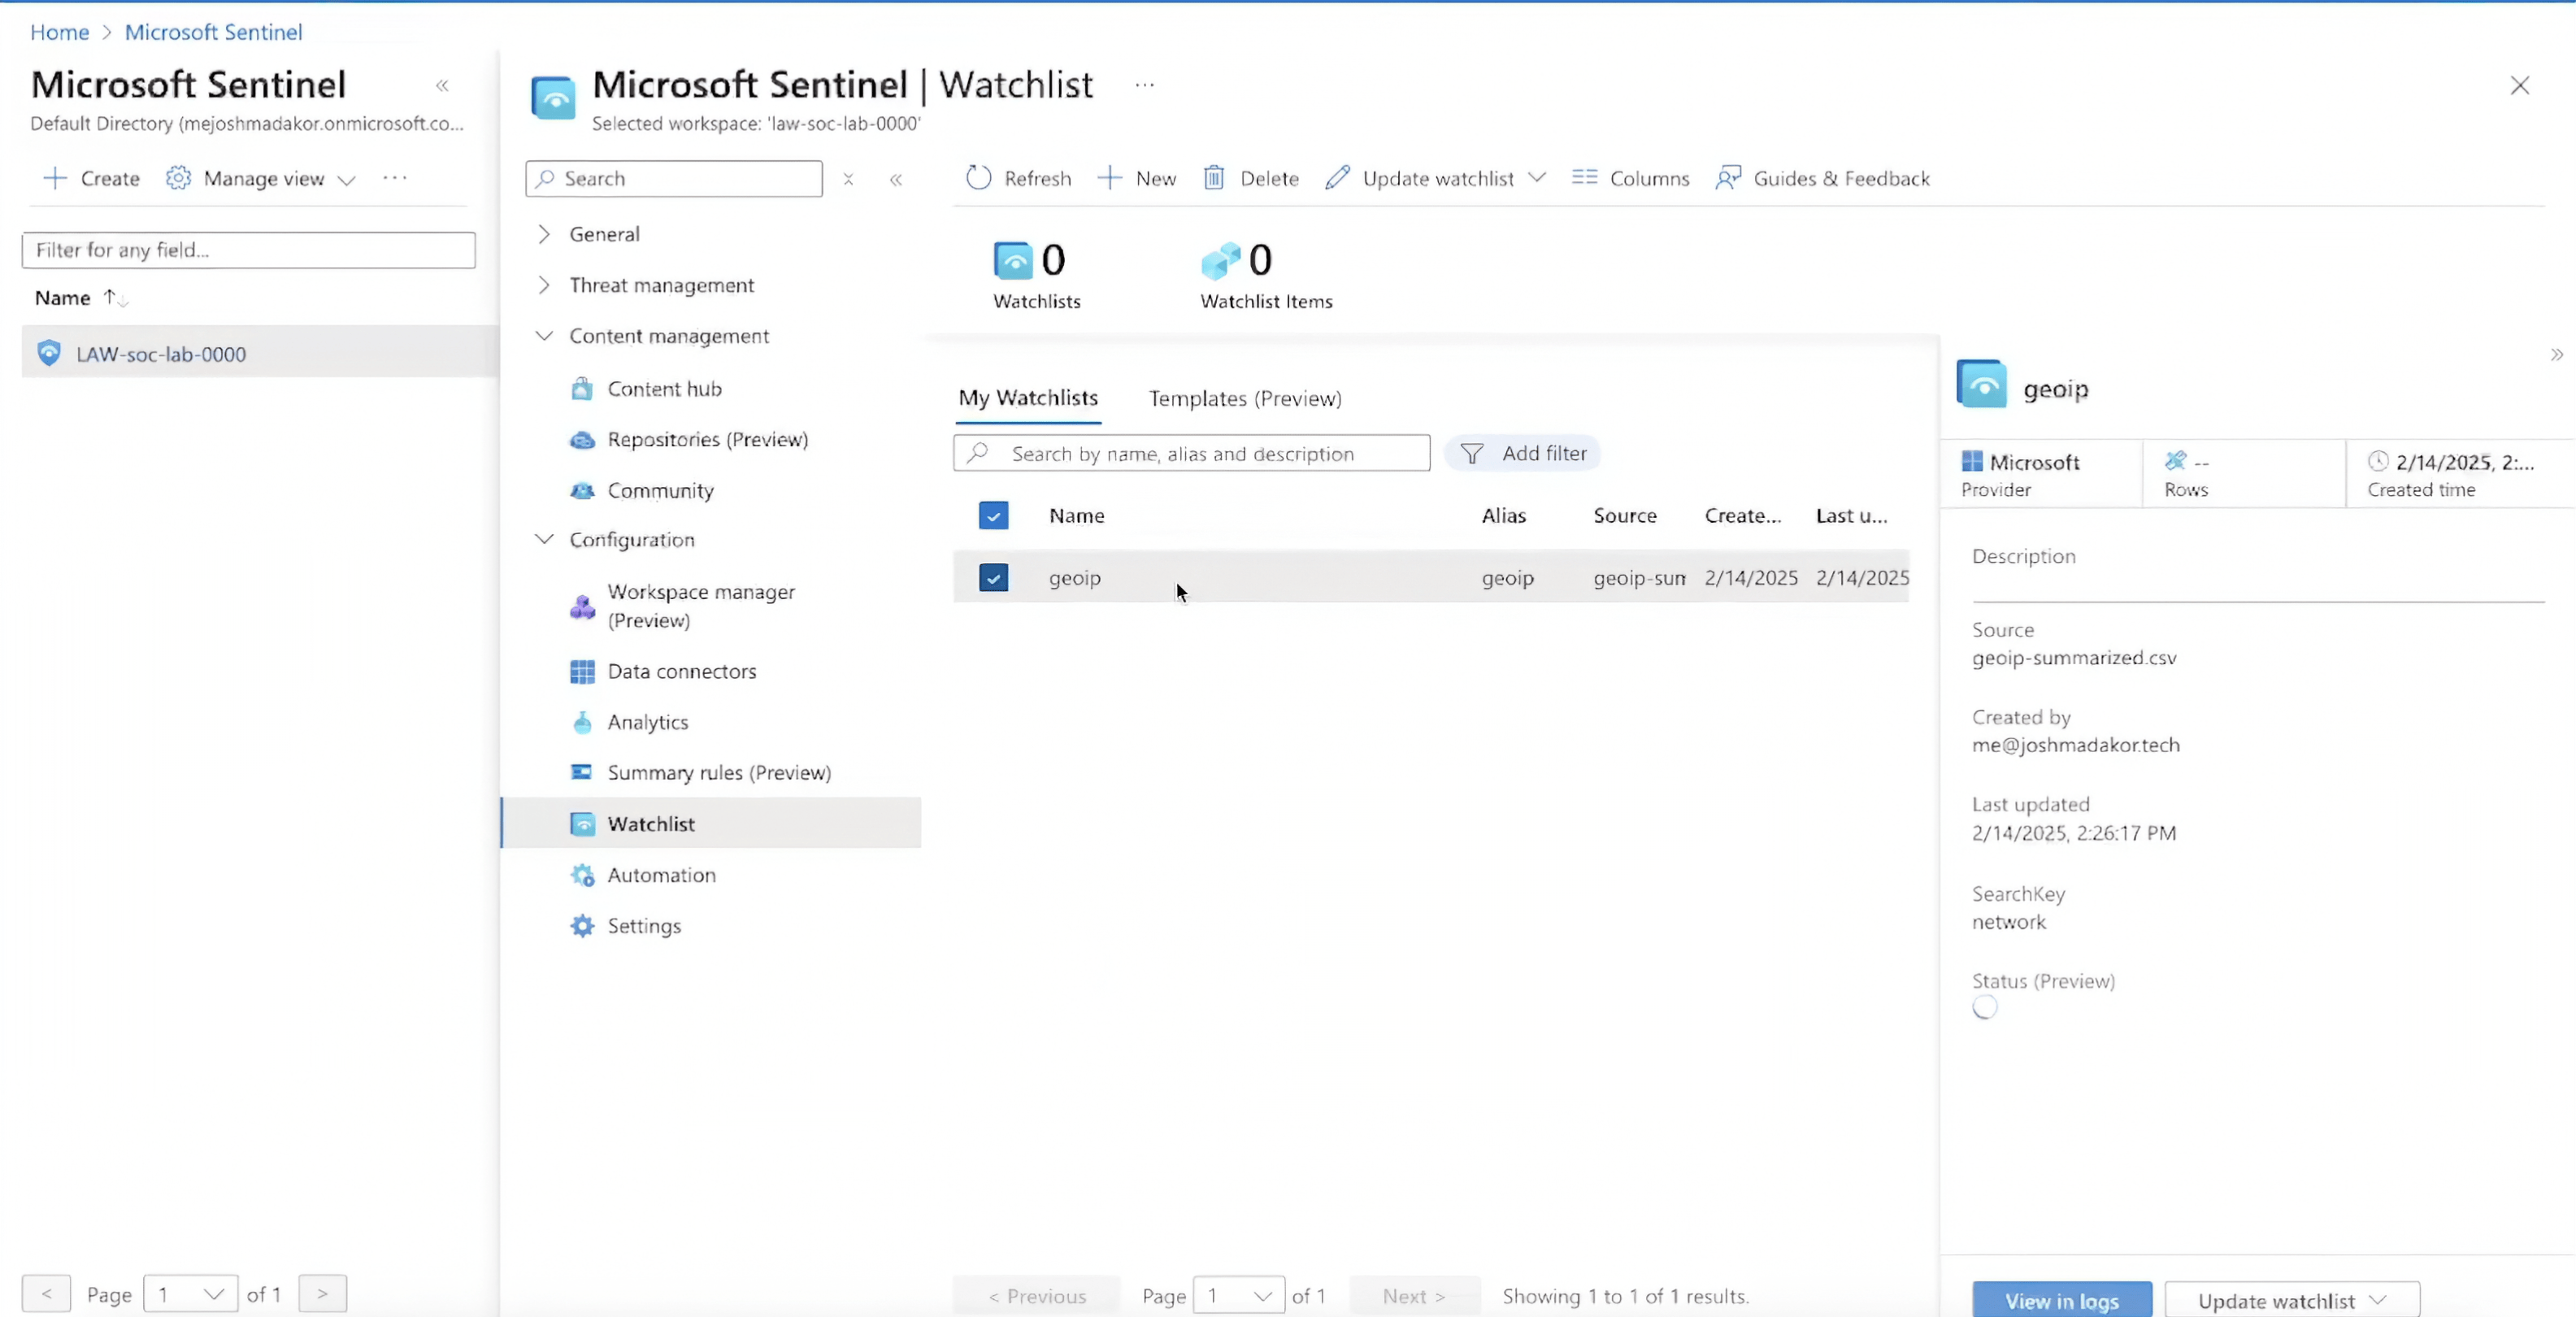 Home > Microsoft Sentinel
Microsoft Sentinel
Default Directory (mejoshmadakor.onmicrosoft.co...
Create
Manage view
Filter for any field...
Name
LAW-soc-lab-0000
< Page 1 of 1 >
Microsoft Sentinel | Watchlist
Selected workspace: 'law-soc-lab-0000'
Search
General
Threat management
Content management
Content hub
Repositories (Preview)
Community
Configuration
Workspace manager
(Preview)
Data connectors
Analytics
Summary rules (Preview)
Watchlist
Automation
Settings
Refresh New Delete Update watchlist Columns Guides & Feedback
0 0
Watchlists Watchlist Items
My Watchlists Templates (Preview)
Search by name, alias and description Add filter
Name Alias Source Create... Last u...
geoip geoip geoip-sum 2/14/2025 2/14/2025
< Previous Page 1 of 1 Next > Showing 1 to 1 of 1 results.
geoip
Microsoft -- 2/14/2025, 2:...
Provider Rows Created time
Description
Source
geoip-summarized.csv
Created by
me@joshmadakor.tech
Last updated
2/14/2025, 2:26:17 PM
SearchKey
network
Status (Preview)
View in logs Update watchlist